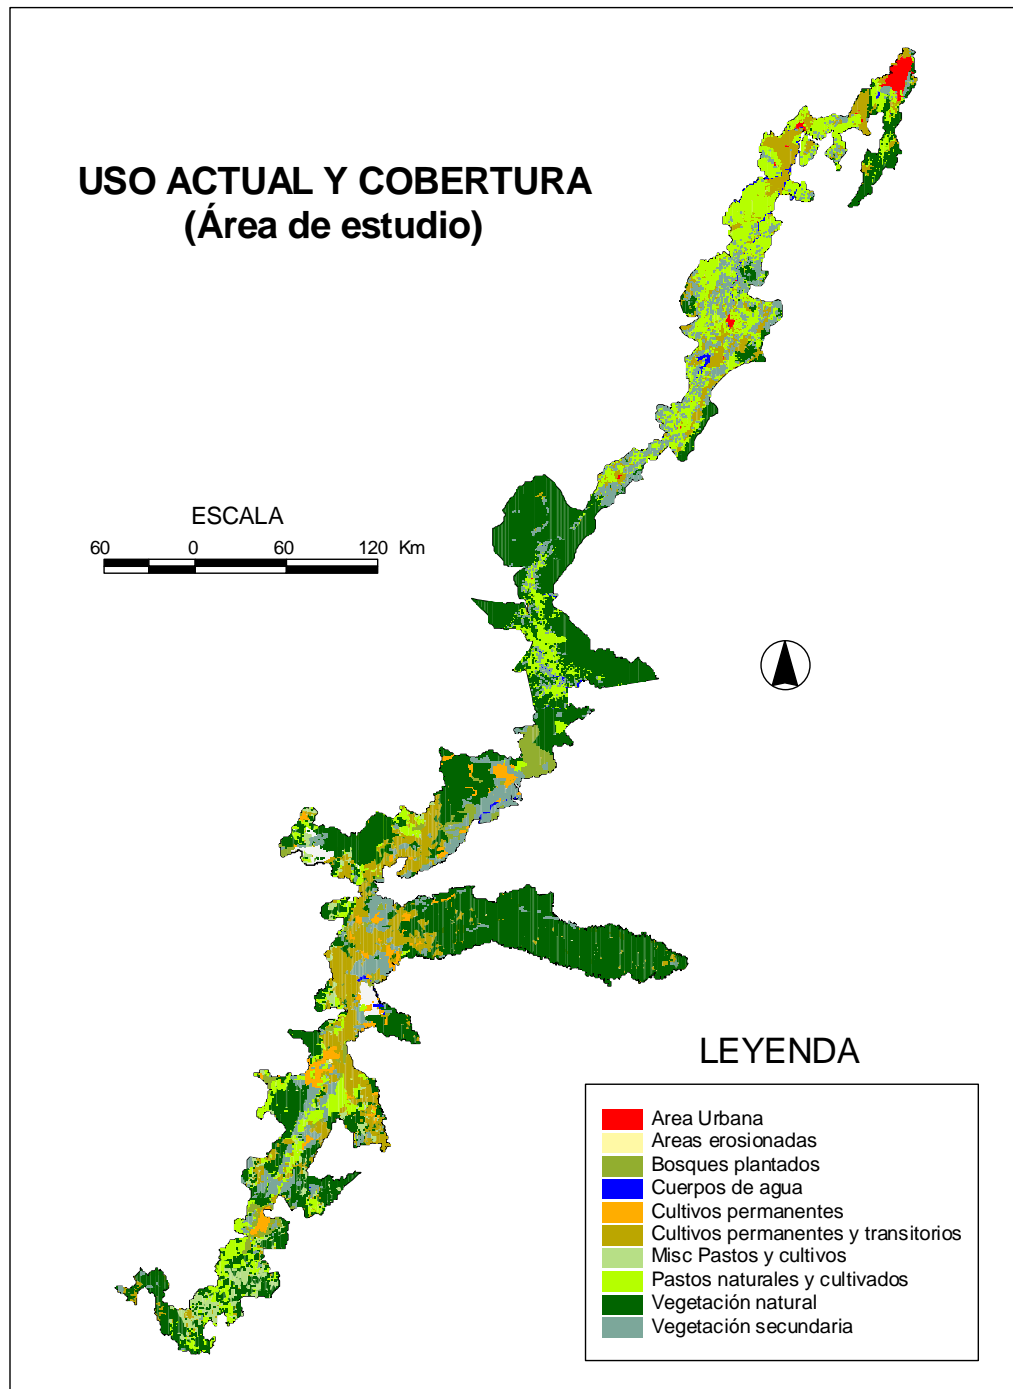 USO ACTUAL Y COBERTURA
(Área de estudio)
ESCALA
60 0 60 120 Km
LEYENDA
Area Urbana
Areas erosionadas
Bosques plantados
Cuerpos de agua
Cultivos permanentes
Cultivos permanentes y transitorios
Misc Pastos y cultivos
Pastos naturales y cultivados
Vegetación natural
Vegetación secundaria